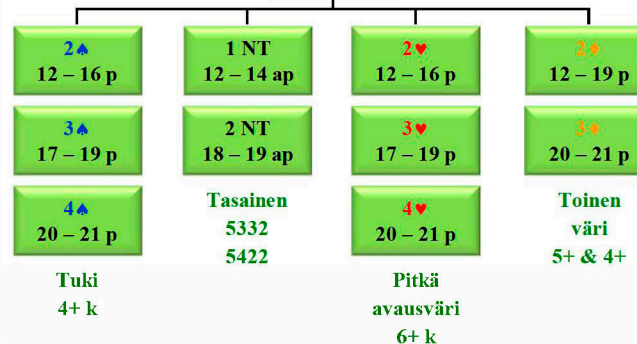 2♠
12 – 16 p
3♠
17 – 19 p
4♠
20 – 21 p
Tuki
4+ k
1 NT
12 – 14 ap
2 NT
18 – 19 ap
Tasainen
5332
5422
2♥
12 – 16 p
3♥
17 – 19 p
4♥
20 – 21 p
Pitkä
avausväri
6+ k
2♦
12 – 19 p
3♦
20 – 21 p
Toinen
väri
5+ & 4+